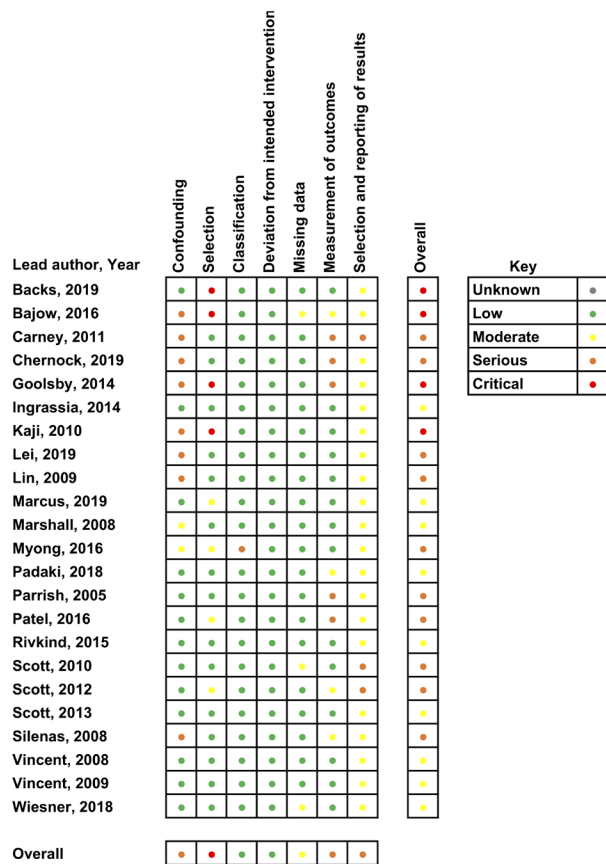 Confounding
Selection
Classification
Deviation from intended intervention
Missing data
Measurement of outcomes
Selection and reporting of results
Overall
Lead author, Year
Key
Backs, 2019
Unknown
Bajow, 2016
Low
Carney, 2011
Moderate
Chernock, 2019
Serious
Goolsby, 2014
Critical
Ingrassia, 2014
Kaji, 2010
Lei, 2019
Lin, 2009
Marcus, 2019
Marshall, 2008
Myong, 2016
Padaki, 2018
Parrish, 2005
Patel, 2016
Rivkind, 2015
Scott, 2010
Scott, 2012
Scott, 2013
Silenas, 2008
Vincent, 2008
Vincent, 2009
Wiesner, 2018
Overall